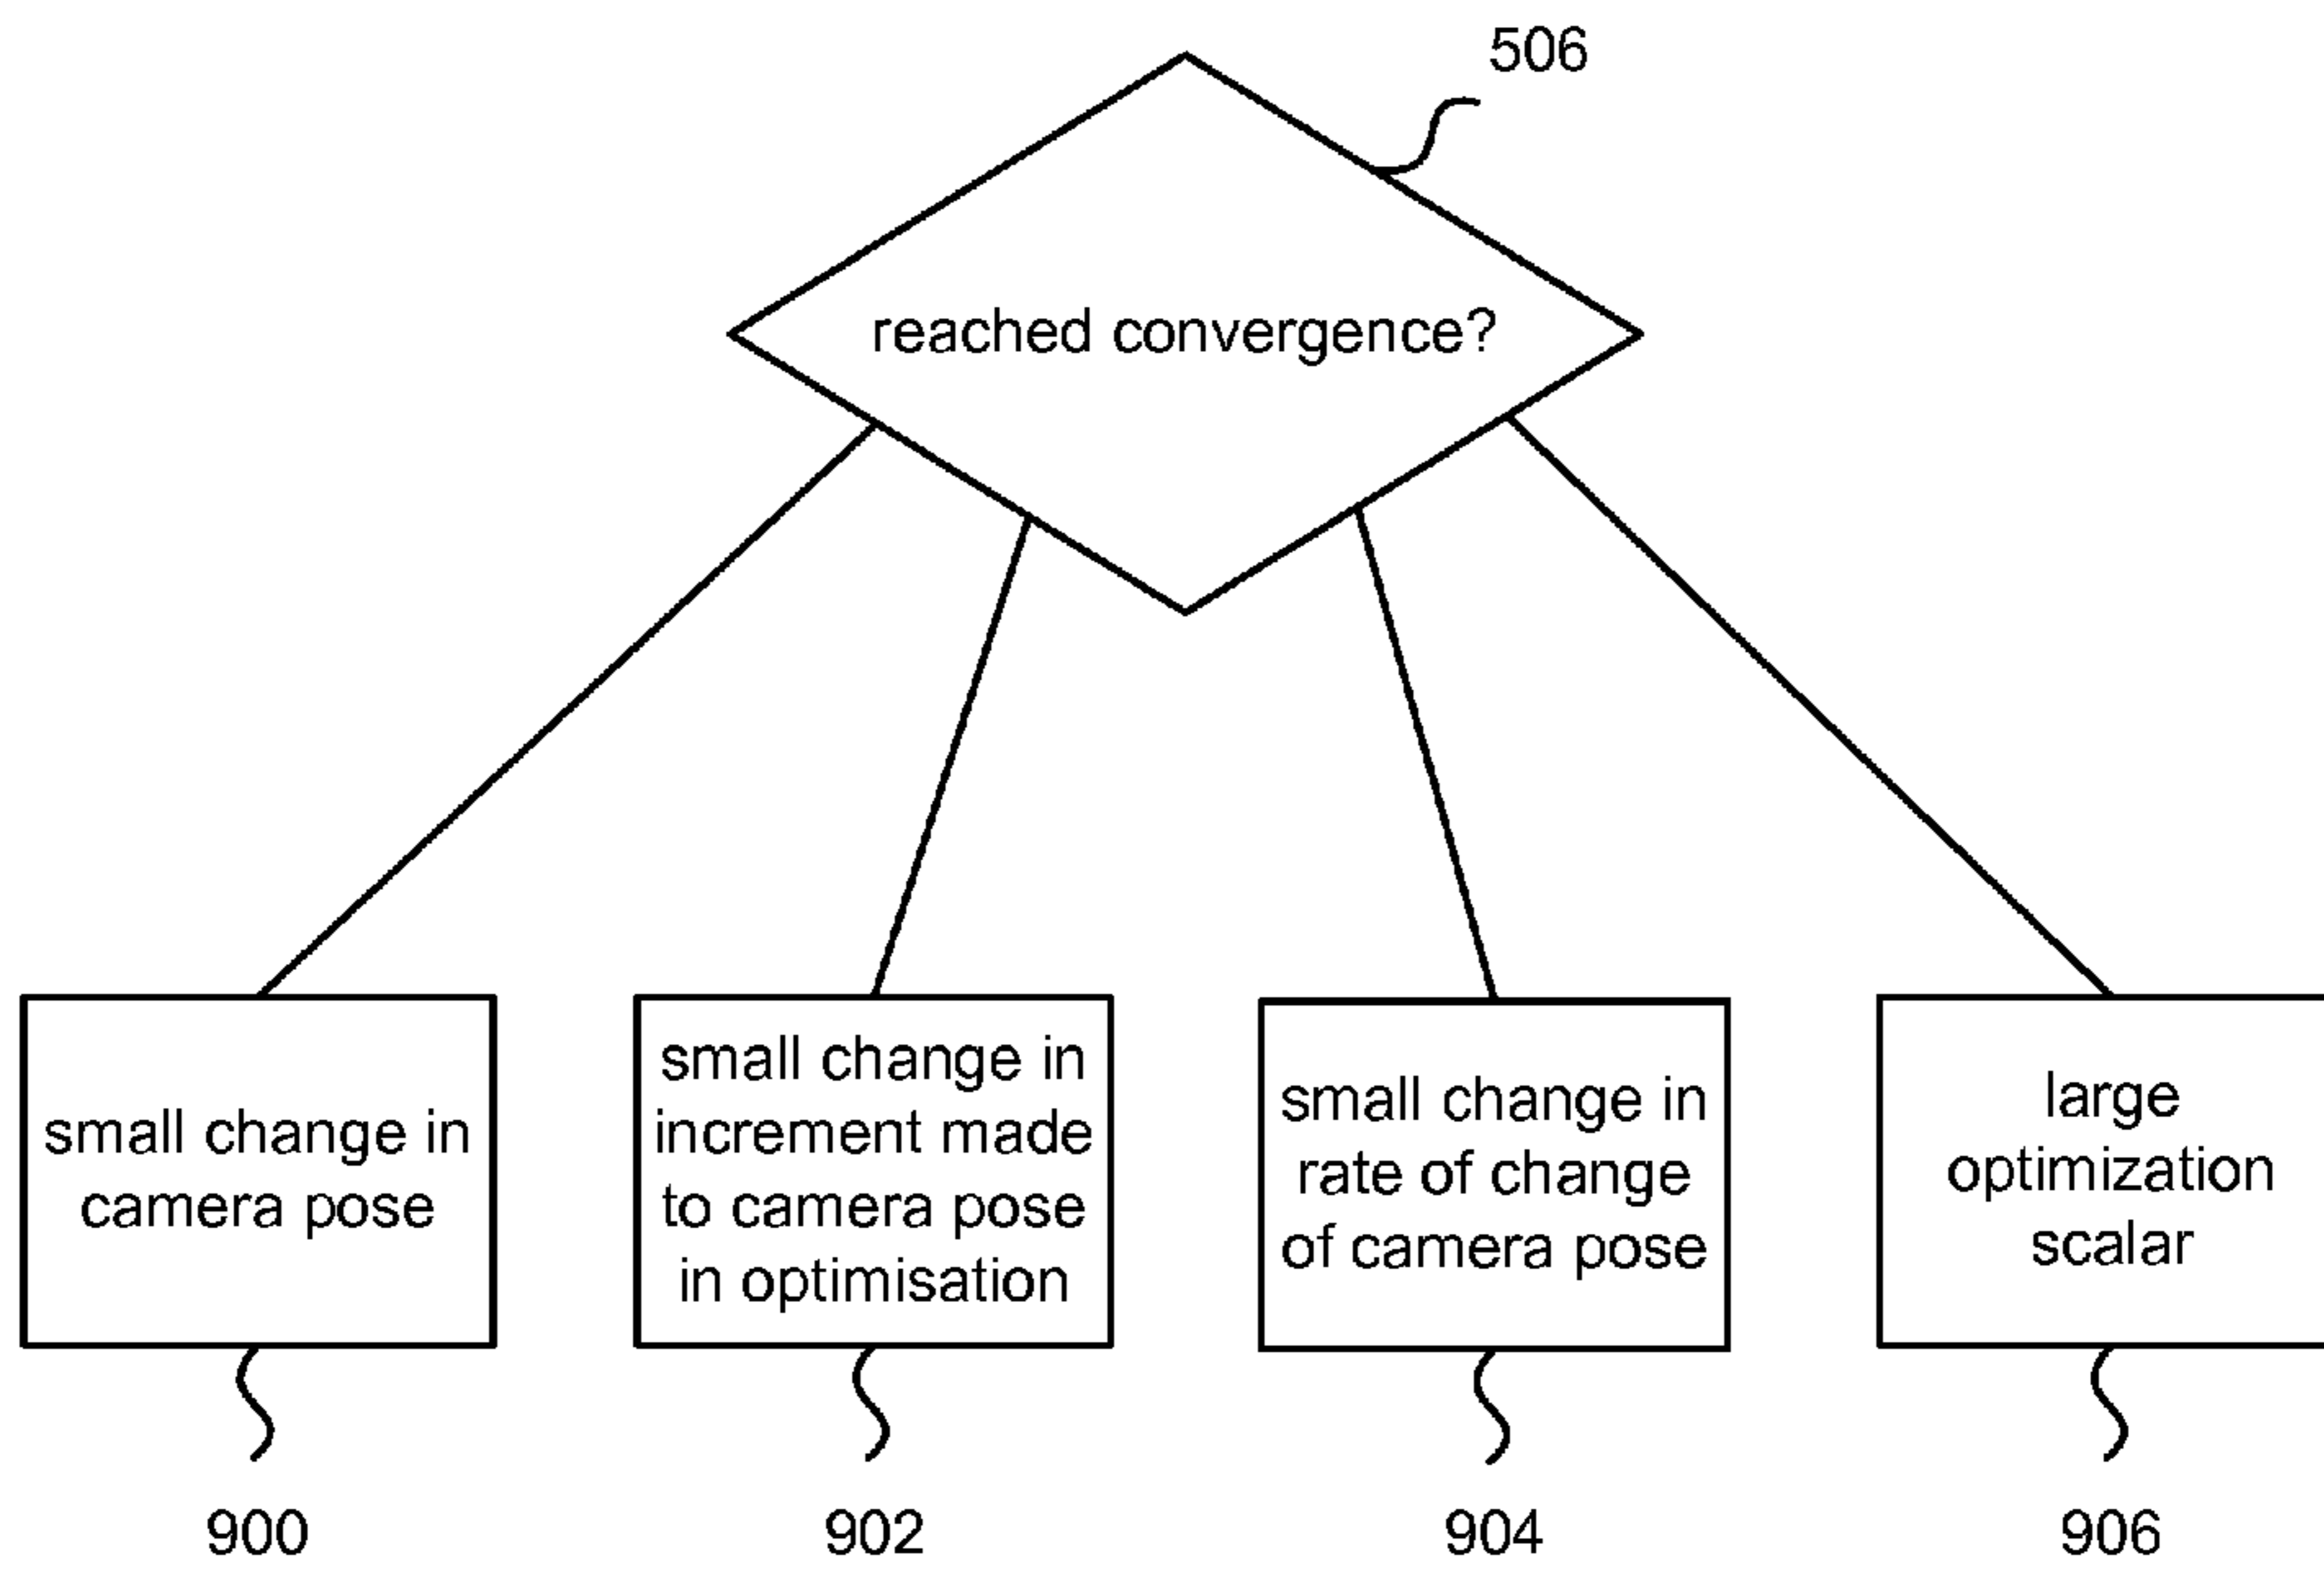 506
reached convergence?
small change in
camera pose
small change in
increment made
to camera pose
in optimisation
small change in
rate of change
of camera pose
large
optimization
scalar
900
902
904
906